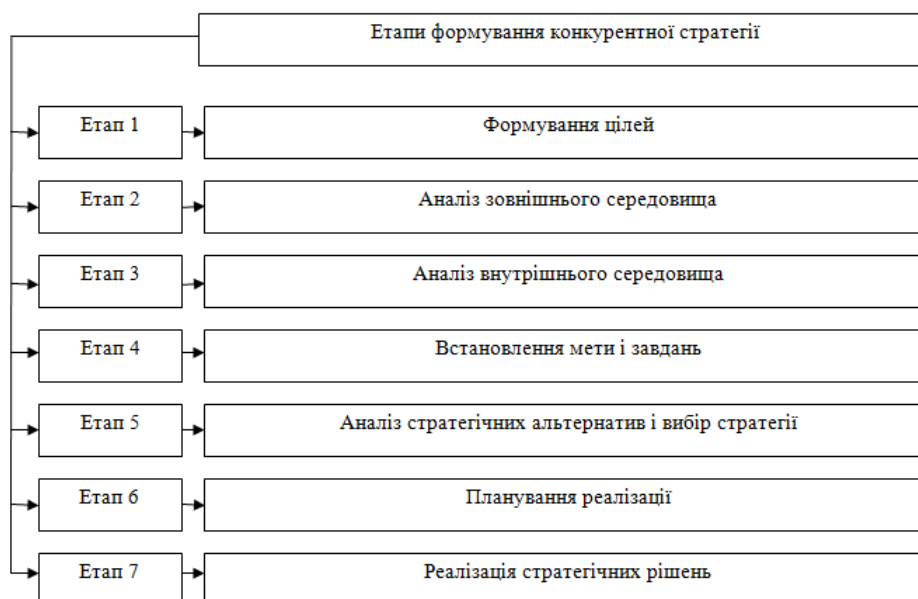 Етапи формування конкурентної стратегії
Етап 1
Формування цілей
Етап 2
Аналіз зовнішнього середовища
Етап 3
Аналіз внутрішнього середовища
Етап 4
Встановлення мети і завдань
Етап 5
Аналіз стратегічних альтернатив і вибір стратегії
Етап 6
Планування реалізації
Етап 7
Реалізація стратегічних рішень